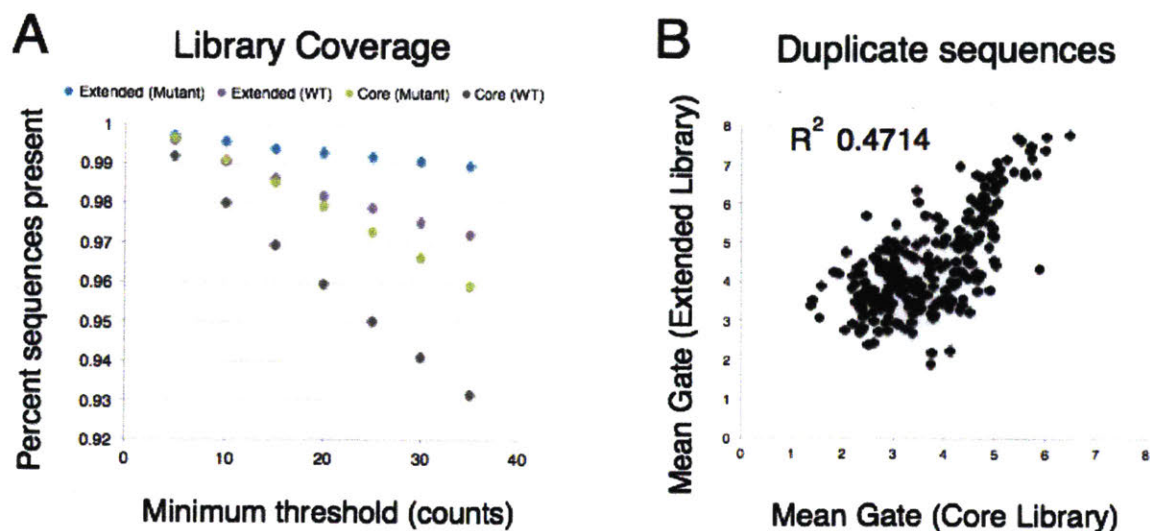 A
Library Coverage
Extended (Mutant) Extended (WT) Core (Mutant) Core (WT)
Percent sequences present
1
0.99
0.98
0.97
0.96
0.95
0.94
0.93
0.92
0 10 20 30 40
Minimum threshold (counts)
B
Duplicate sequences
R² 0.4714
Mean Gate (Extended Library)
8
7
6
5
4
3
2
1
0
0 1 2 3 4 5 6 7 8
Mean Gate (Core Library)